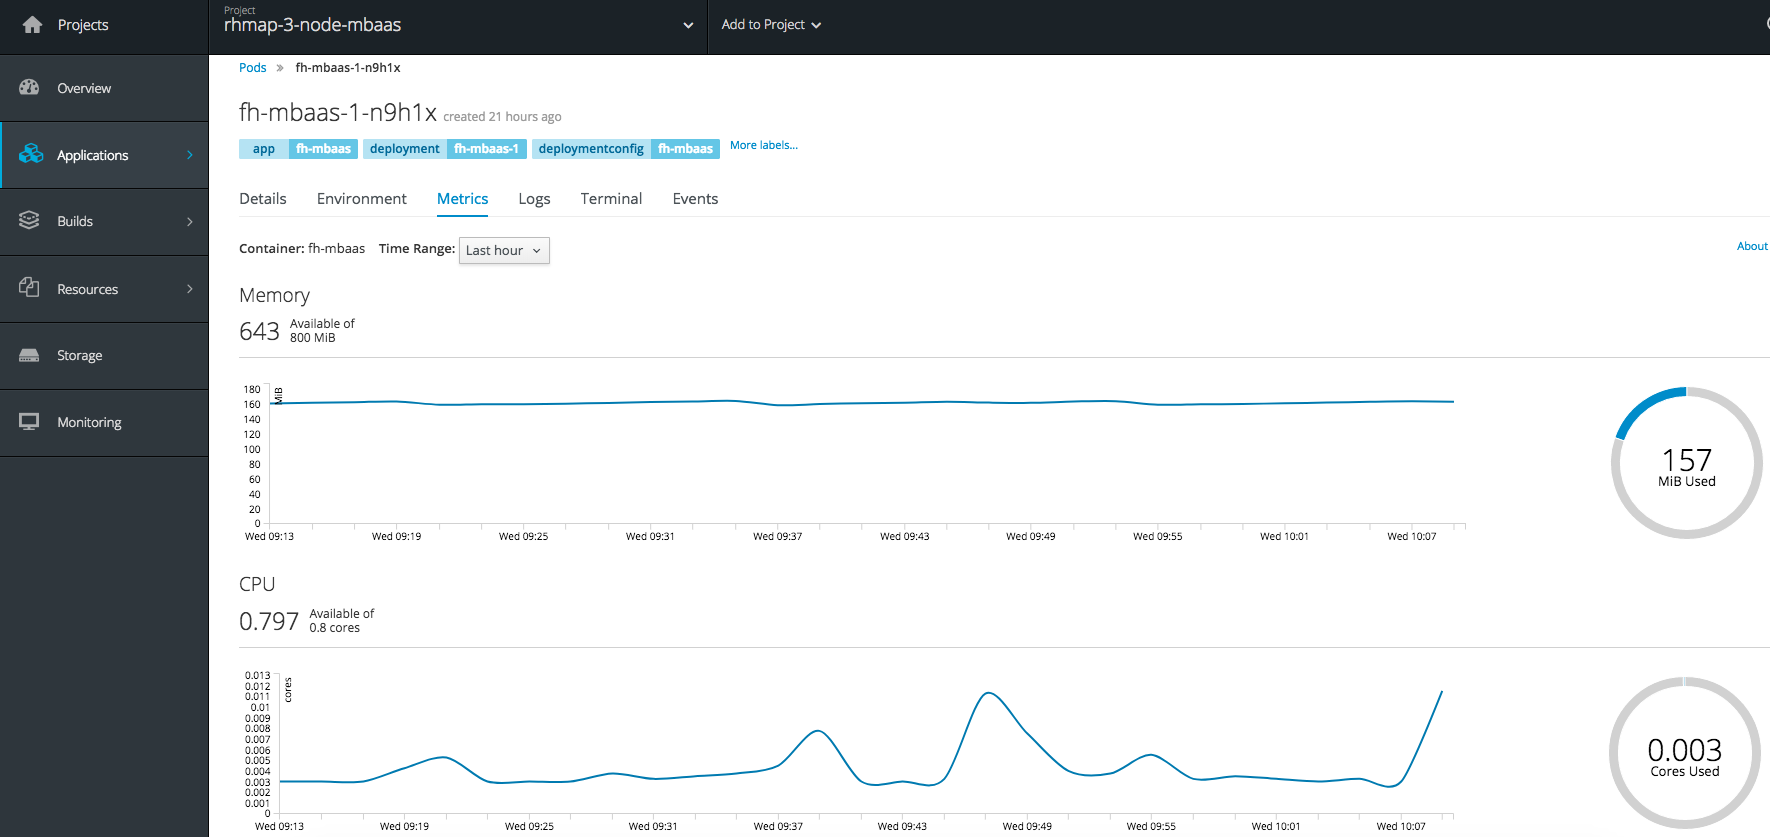 Projects
Project
rhmap-3-node-mbaas
Add to Project
Overview
Applications
Builds
Resources
Storage
Monitoring
Pods » fh-mbaas-1-n9h1x
fh-mbaas-1-n9h1x created 21 hours ago
app fh-mbaas deployment fh-mbaas-1 deploymentconfig fh-mbaas More labels...
Details Environment Metrics Logs Terminal Events
Container: fh-mbaas Time Range: Last hour
About
Memory
643 Available of
800 MiB
MiB
180
160
140
120
100
80
60
40
20
0
Wed 09:13 Wed 09:19 Wed 09:25 Wed 09:31 Wed 09:37 Wed 09:43 Wed 09:49 Wed 09:55 Wed 10:01 Wed 10:07
157
MiB Used
CPU
0.797 Available of
0.8 cores
cores
0.013
0.012
0.011
0.01
0.009
0.008
0.007
0.006
0.005
0.004
0.003
0.002
0.001
0
Wed 09:13 Wed 09:19 Wed 09:25 Wed 09:31 Wed 09:37 Wed 09:43 Wed 09:49 Wed 09:55 Wed 10:01 Wed 10:07
0.003
Cores Used